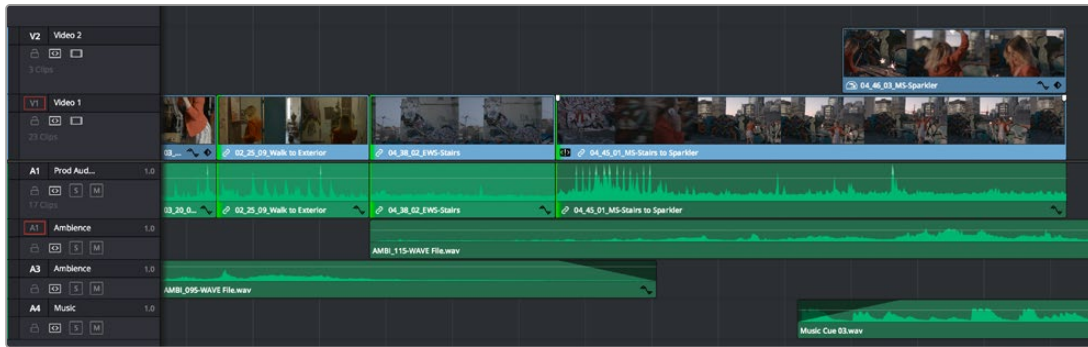 V2 Video 2
3 Clips
04_46_03_MS-Sparkler
V1 Video 1
23 Clips
03_...
02_25_09_Walk to Exterior
04_38_02_EWS-Stairs
04_45_01_MS-Stairs to Sparkler
A1 Prod Aud... 1.0
S M
17 Clips
03_20_0...
02_25_09_Walk to Exterior
04_38_02_EWS-Stairs
04_45_01_MS-Stairs to Sparkler
A1 Ambience 1.0
S M
AMBI_115-WAVE File.wav
A3 Ambience 1.0
S M
AMBI_095-WAVE File.wav
A4 Music 1.0
S M
Music Cue 03.wav